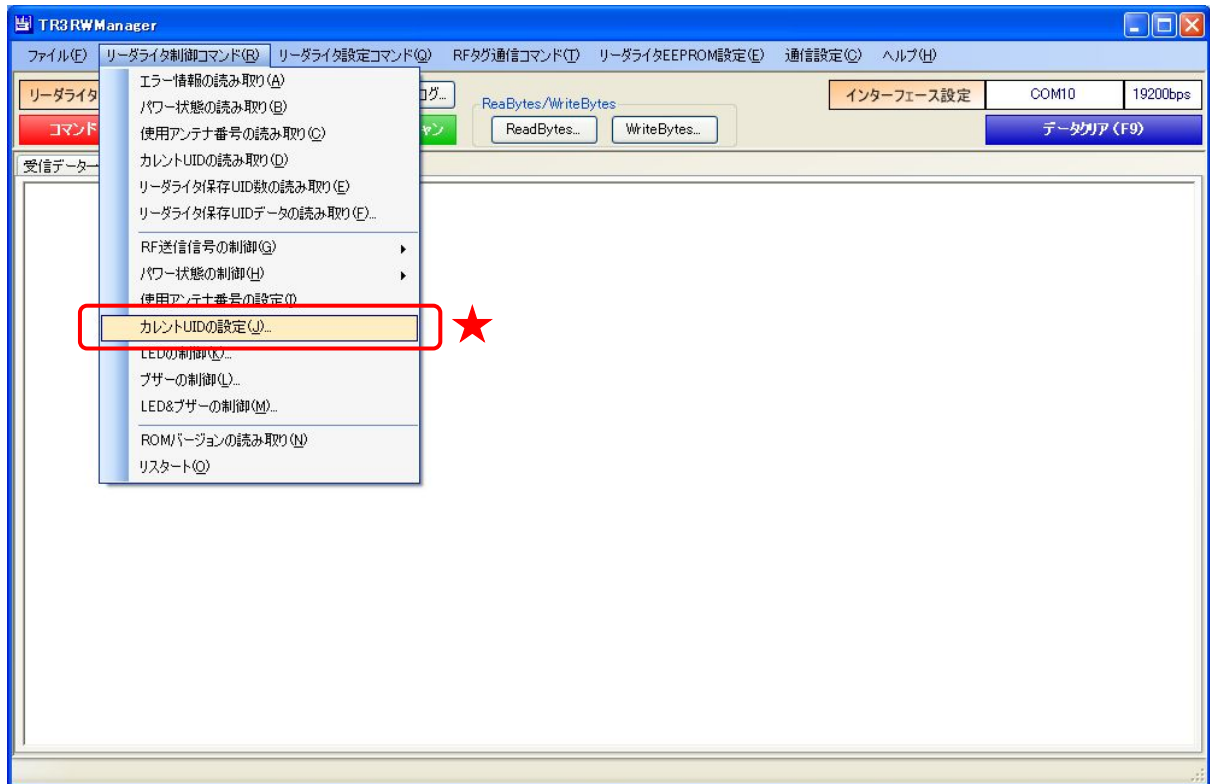 TR3RWManager
ファイル(F) リーダライタ制御コマンド(R) リーダライタ設定コマンド(Q) RFタグ通信コマンド(T) リーダライタEEPROM設定(E) 通信設定(C) ヘルプ(H)
リーダライタ
ログ...
ReaBytes/WriteBytes
インターフェース設定 COM10 19200bps
コマンド
ReadBytes... WriteBytes...
データクリア(F9)
受信データ
エラー情報の読み取り(A)
パワー状態の読み取り(B)
使用アンテナ番号の読み取り(C)
カレントUIDの読み取り(D)
リーダライタ保存UID数の読み取り(E)
リーダライタ保存UIDデータの読み取り(F)...
RF送信信号の制御(G)
パワー状態の制御(H)
使用アンテナ番号の設定(I)
カレントUIDの設定(J)...
LEDの制御(K)...
ブザーの制御(L)...
LED&ブザーの制御(M)...
ROMバージョンの読み取り(N)
リスタート(O)